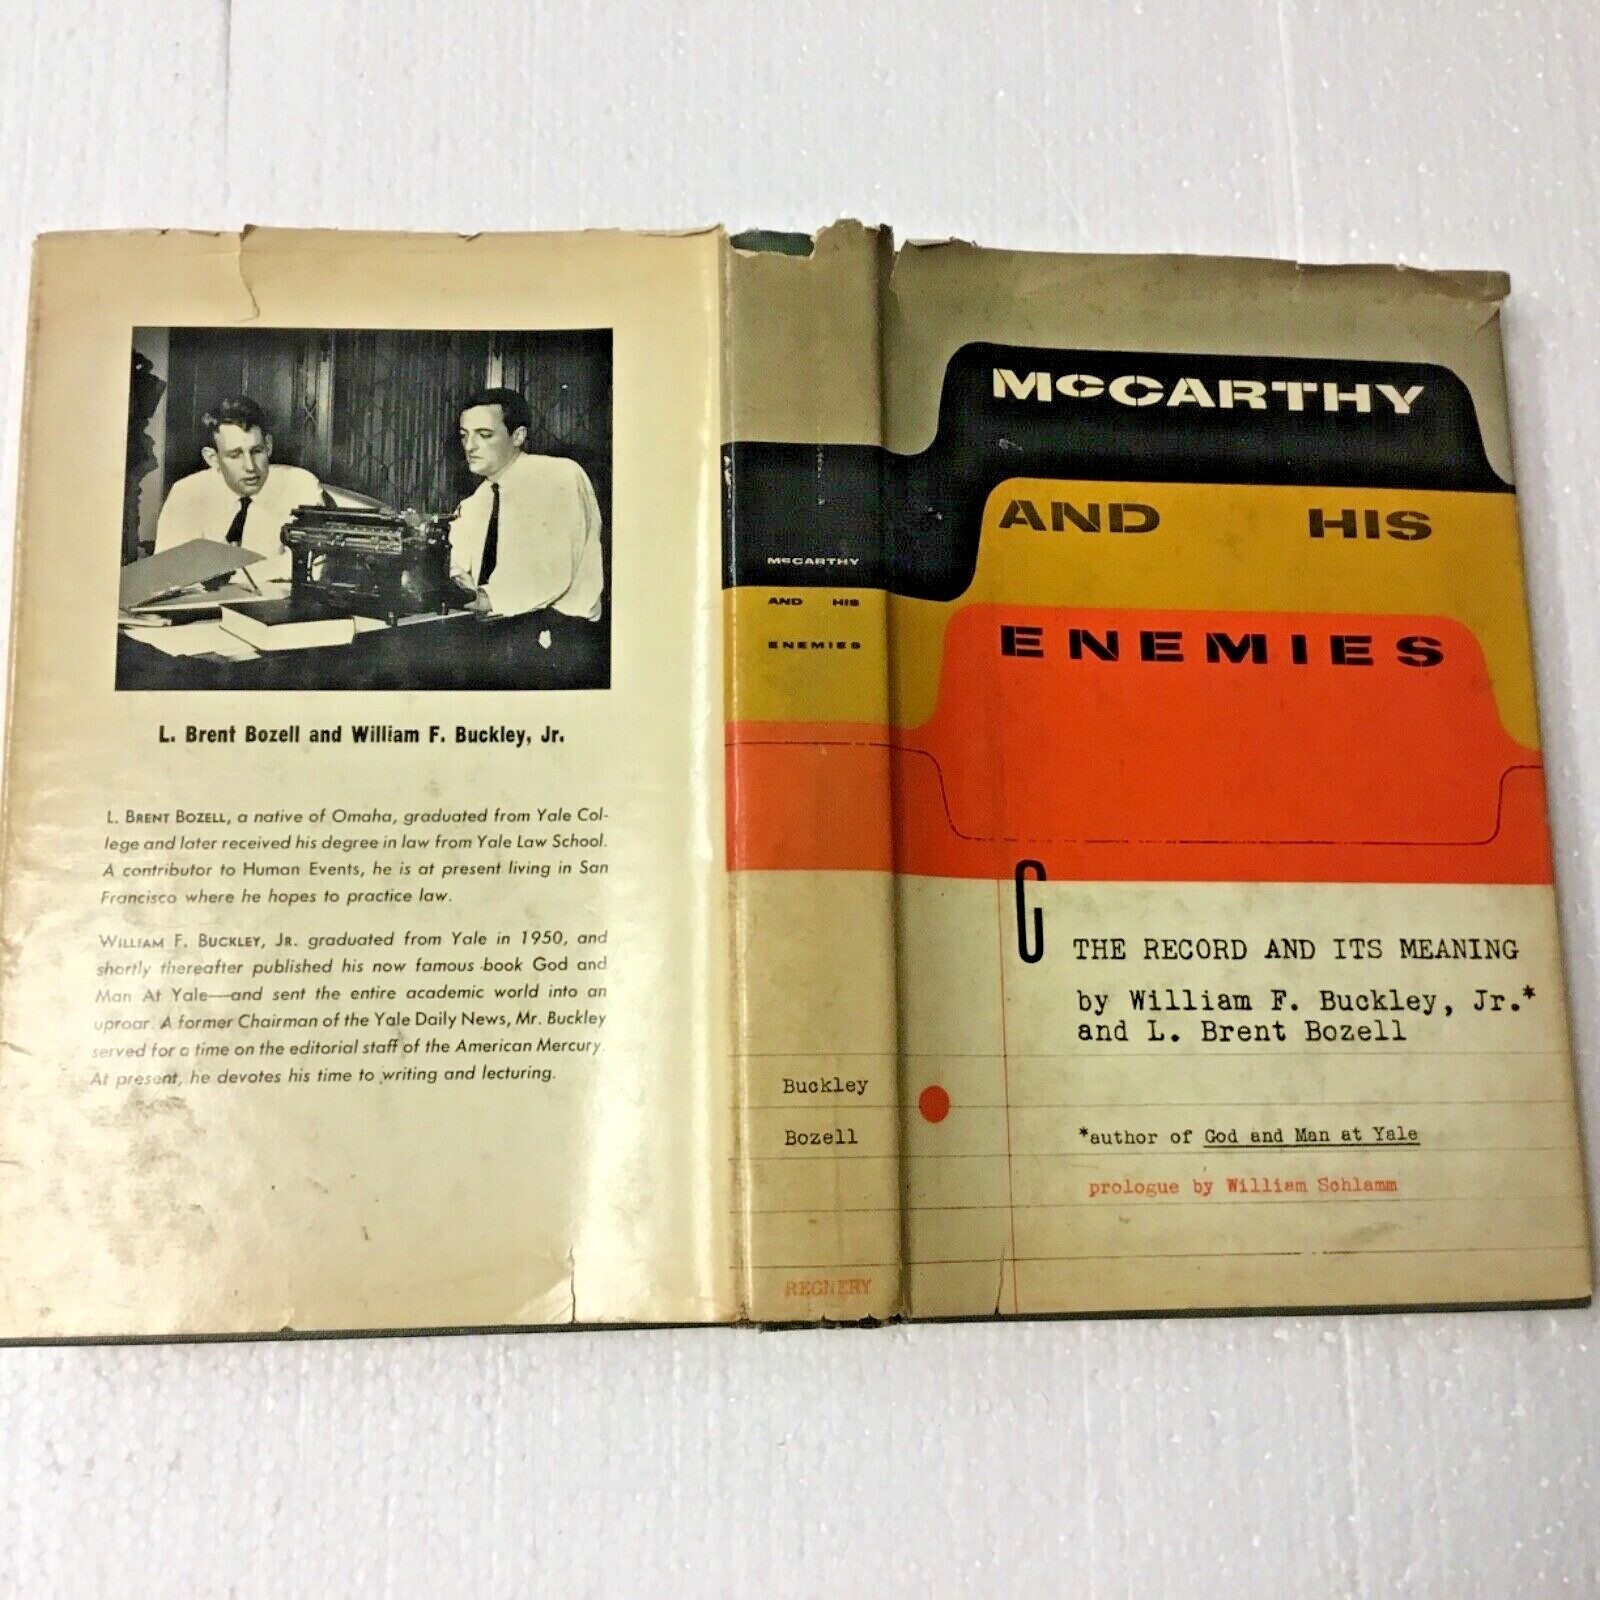 L. Brent Bozell and William F. Buckley, Jr.
L. BRENT BOZELL, a native of Omaha, graduated from Yale Col-
lege and later received his degree in law from Yale Law School.
A contributor to Human Events, he is at present living in San
Francisco where he hopes to practice law.
WILLIAM F. BUCKLEY, JR. graduated from Yale in 1950, and
shortly thereafter published his now famous book God and
Man At Yale—and sent the entire academic world into an
uproar. A former Chairman of the Yale Daily News, Mr. Buckley
served for a time on the editorial staff of the American Mercury.
At present, he devotes his time to writing and lecturing.
McCARTHY
AND HIS
ENEMIES
Buckley
Bozell
REGNERY
McCARTHY
AND HIS
ENEMIES
THE RECORD AND ITS MEANING
by William F. Buckley, Jr.*
and L. Brent Bozell
*author of God and Man at Yale
prologue by William Schlamm